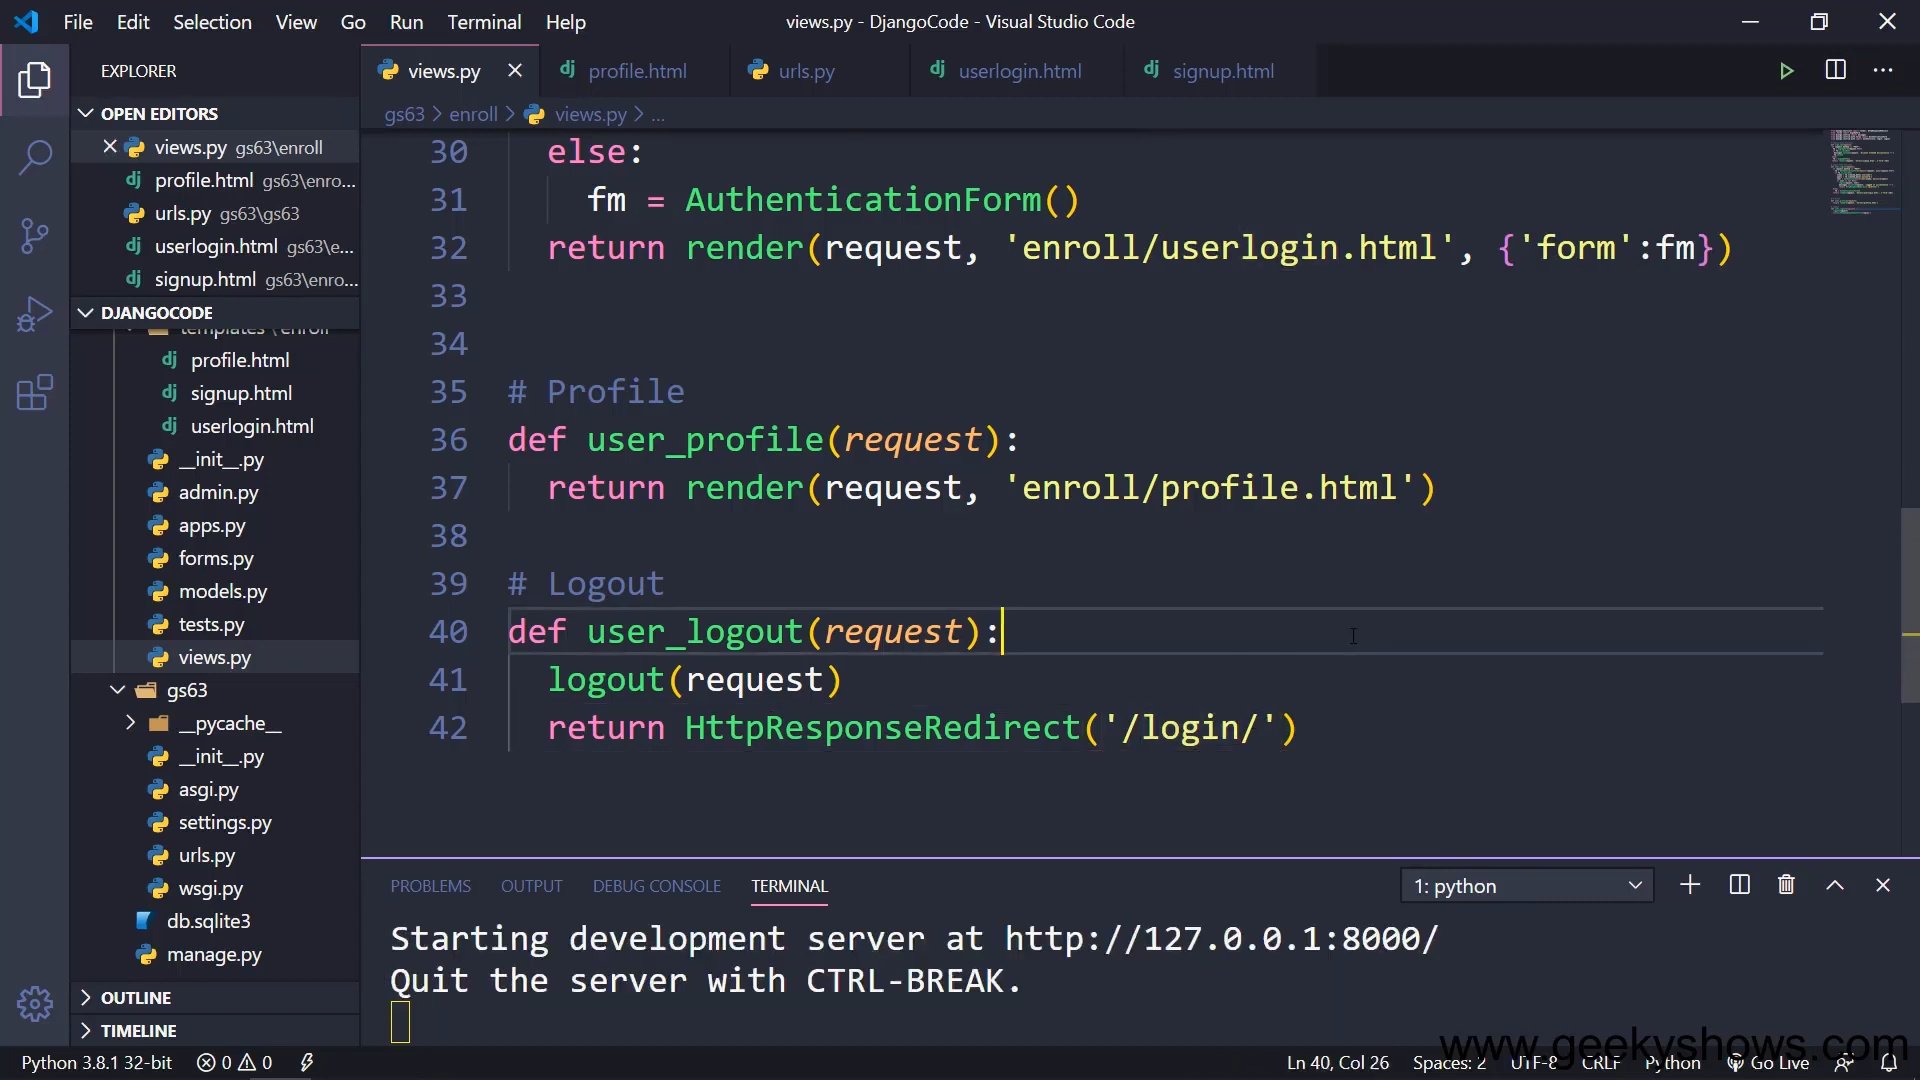 File Edit Selection View Go Run Terminal Help
views.py - DjangoCode - Visual Studio Code
EXPLORER
OPEN EDITORS
views.py gs63\enroll
profile.html gs63\enro...
urls.py gs63\gs63
userlogin.html gs63\e...
signup.html gs63\enro...
DJANGOCODE
templates \ enroll
profile.html
signup.html
userlogin.html
__init__.py
admin.py
apps.py
forms.py
models.py
tests.py
views.py
gs63
__pycache__
__init__.py
asgi.py
settings.py
urls.py
wsgi.py
db.sqlite3
manage.py
OUTLINE
TIMELINE
views.py profile.html urls.py userlogin.html signup.html
gs63 > enroll > views.py > ...
30 else:
31 fm = AuthenticationForm()
32 return render(request, 'enroll/userlogin.html', {'form':fm})
33
34
35 # Profile
36 def user_profile(request):
37 return render(request, 'enroll/profile.html')
38
39 # Logout
40 def user_logout(request):
41 logout(request)
42 return HttpResponseRedirect('/login/')
PROBLEMS OUTPUT DEBUG CONSOLE TERMINAL 1: python
Starting development server at http://127.0.0.1:8000/
Quit the server with CTRL-BREAK.
www.geekyshows.com
Python 3.8.1 32-bit 0 0 Ln 40, Col 26 Spaces: 2 UTF-8 CRLF Python Go Live